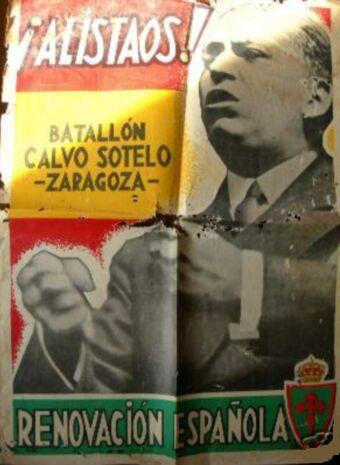 ¡ALISTAOS!
BATALLÓN
CALVO SOTELO
-ZARAGOZA-
RENOVACIÓN ESPAÑOLA